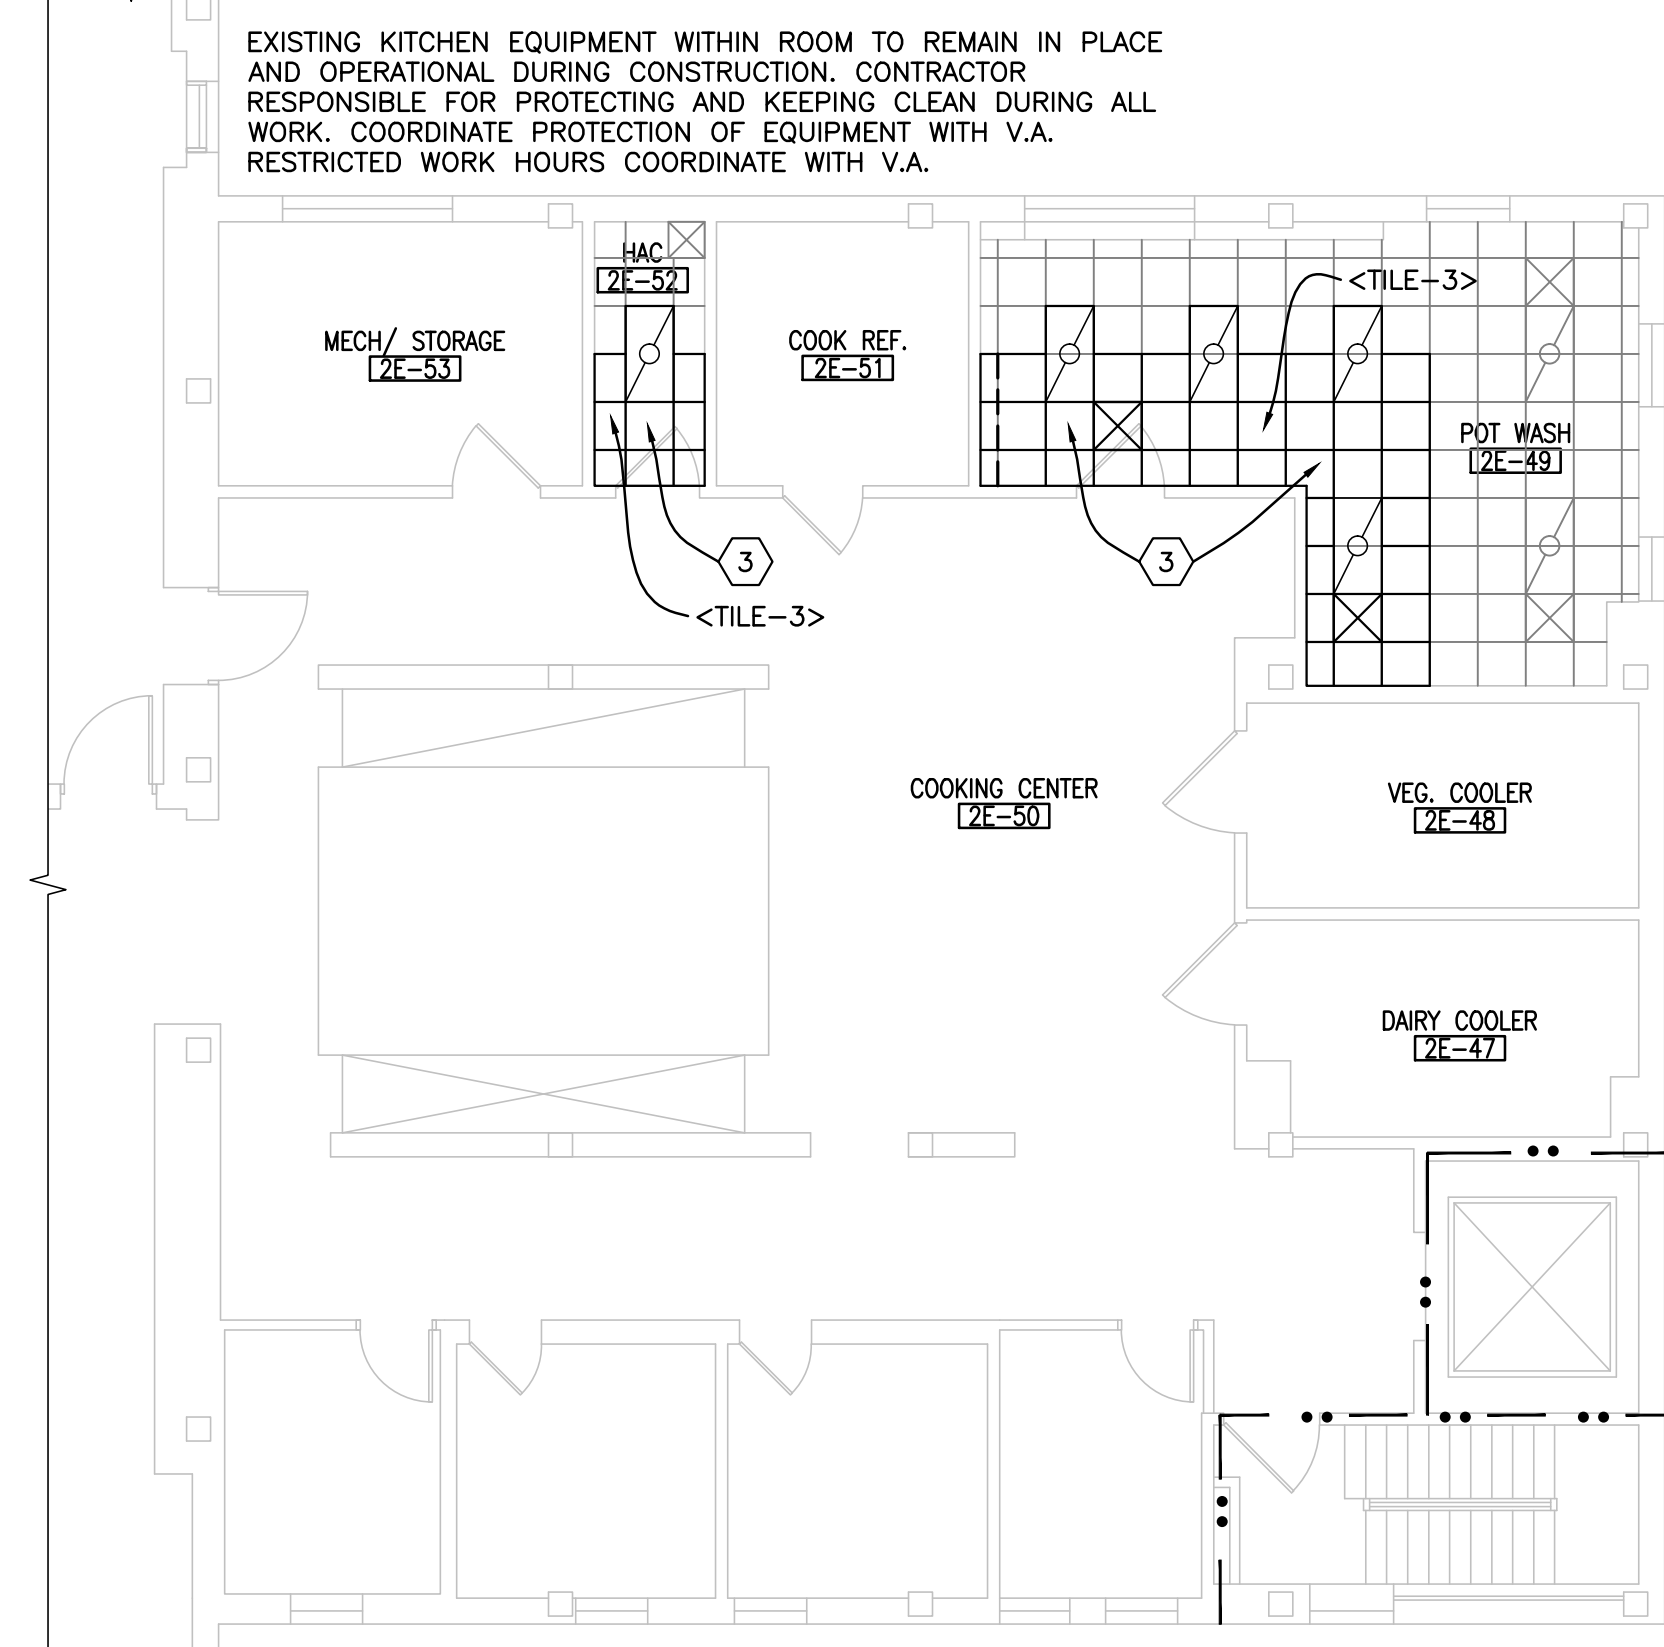 EXISTING KITCHEN EQUIPMENT WITHIN ROOM TO REMAIN IN PLACE
AND OPERATIONAL DURING CONSTRUCTION. CONTRACTOR
RESPONSIBLE FOR PROTECTING AND KEEPING CLEAN DURING ALL
WORK. COORDINATE PROTECTION OF EQUIPMENT WITH V.A.
RESTRICTED WORK HOURS COORDINATE WITH V.A.
HAC
2E-52
<TILE-3>
MECH/ STORAGE
2E-53
COOK REF.
2E-51
POT WASH
2E-49
3
3
<TILE-3>
COOKING CENTER
2E-50
VEG. COOLER
2E-48
DAIRY COOLER
2E-47